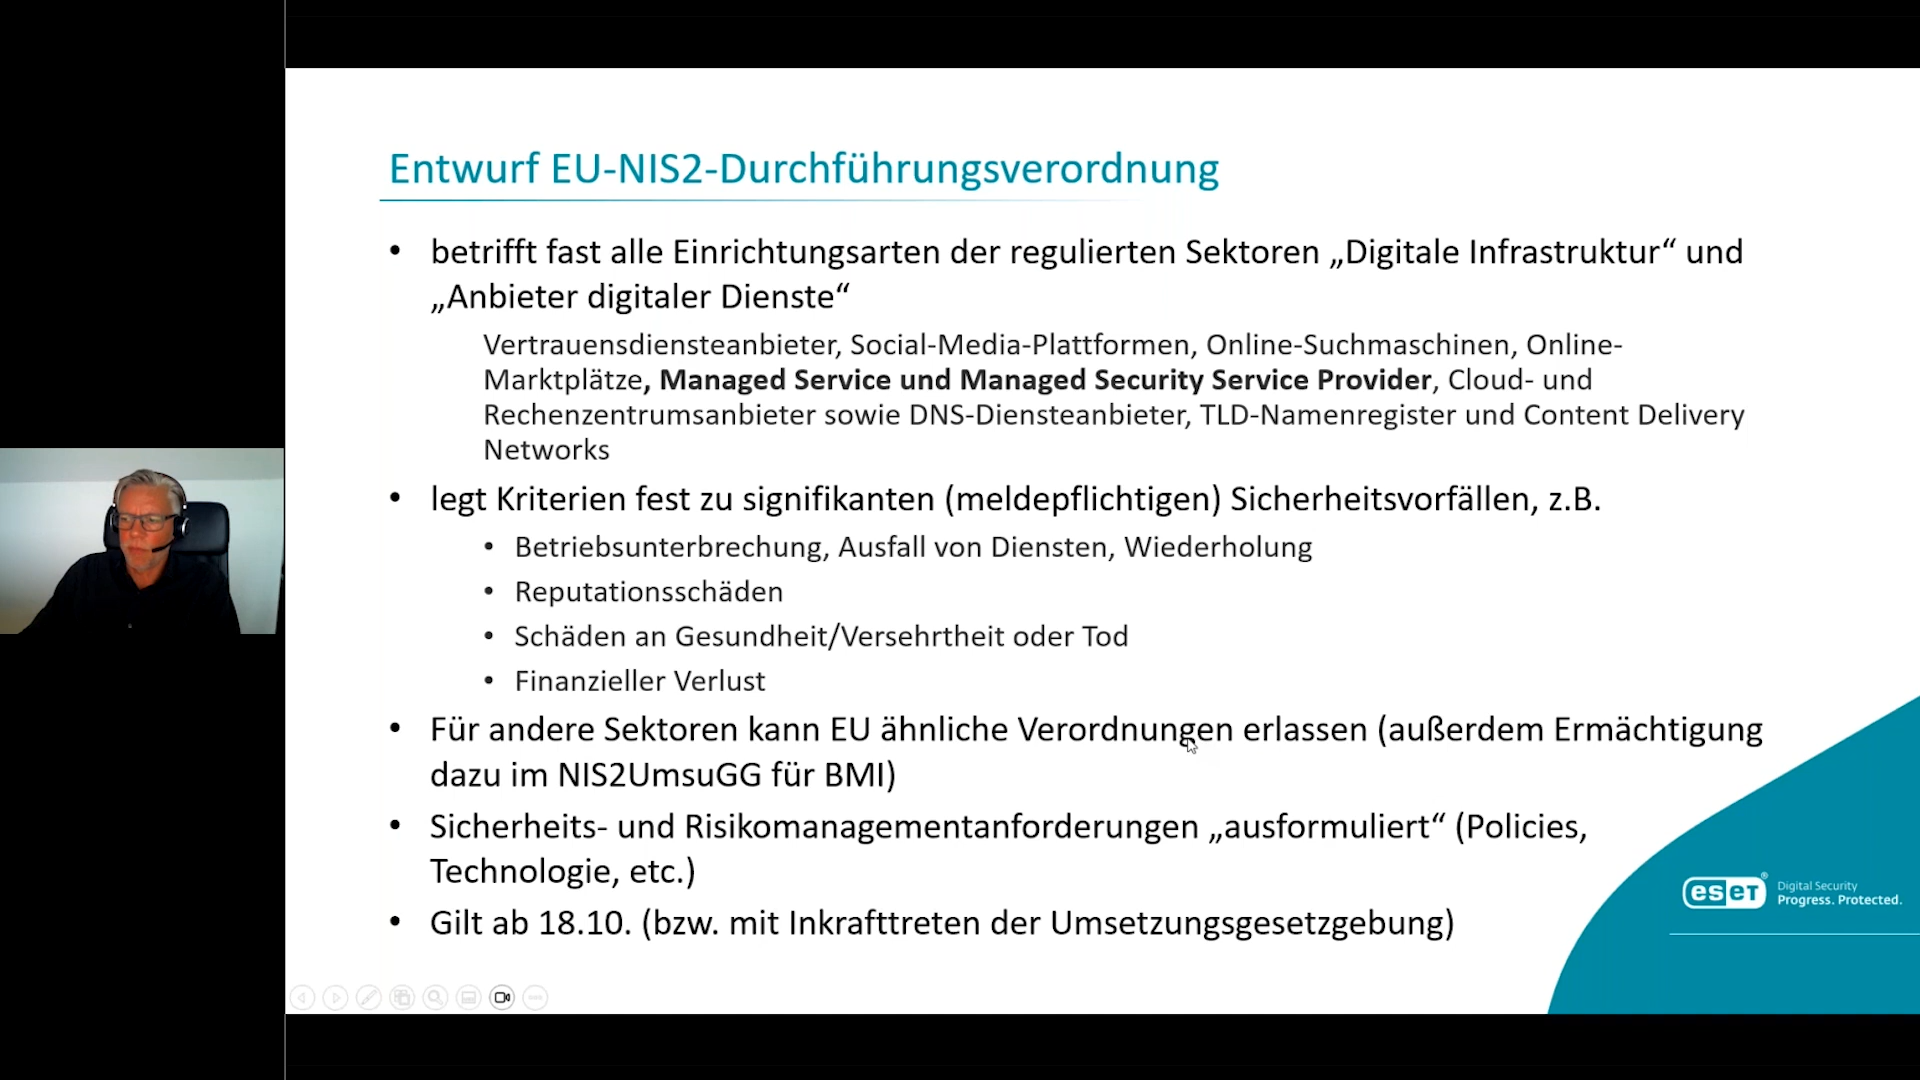 Entwurf EU-NIS2-Durchführungsverordnung
• betrifft fast alle Einrichtungsarten der regulierten Sektoren „Digitale Infrastruktur“ und
„Anbieter digitaler Dienste“
Vertrauensdiensteanbieter, Social-Media-Plattformen, Online-Suchmaschinen, Online-
Marktplätze, Managed Service und Managed Security Service Provider, Cloud- und
Rechenzentrumsanbieter sowie DNS-Diensteanbieter, TLD-Namenregister und Content Delivery
Networks
• legt Kriterien fest zu signifikanten (meldepflichtigen) Sicherheitsvorfällen, z.B.
• Betriebsunterbrechung, Ausfall von Diensten, Wiederholung
• Reputationsschäden
• Schäden an Gesundheit/Versehrtheit oder Tod
• Finanzieller Verlust
• Für andere Sektoren kann EU ähnliche Verordnungen erlassen (außerdem Ermächtigung
dazu im NIS2UmsuGG für BMI)
• Sicherheits- und Risikomanagementanforderungen „ausformuliert“ (Policies,
Technologie, etc.)
• Gilt ab 18.10. (bzw. mit Inkrafttreten der Umsetzungsgesetzgebung)
eseT®
Digital Security
Progress. Protected.